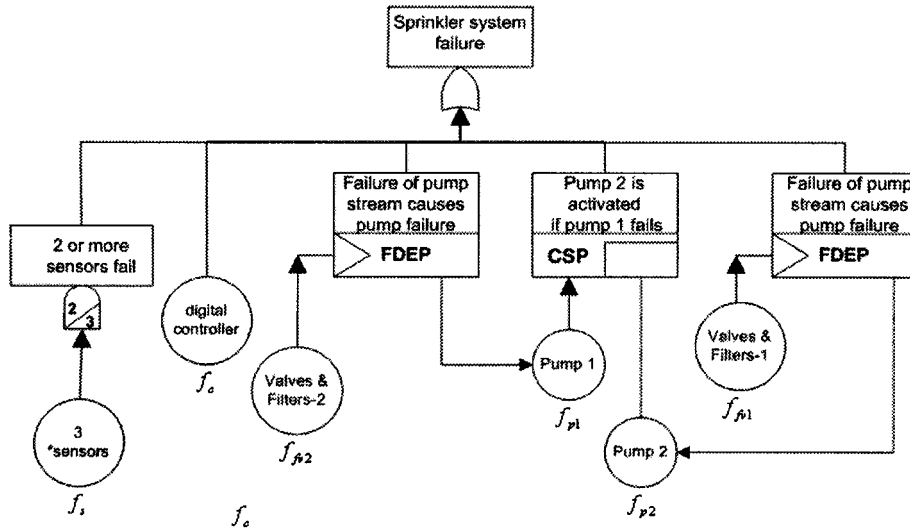 Sprinkler system
failure
Failure of pump
stream causes
pump failure
FDEP
Pump 2 is
activated
if pump 1 fails
CSP
Failure of pump
stream causes
pump failure
FDEP
2 or more
sensors fail
2
3
digital
controller
f_c
Valves &
Filters-2
f_fv2
Pump 1
f_p1
Valves &
Filters-1
f_fv1
3
*sensors
f_s
Pump 2
f_p2
f_c